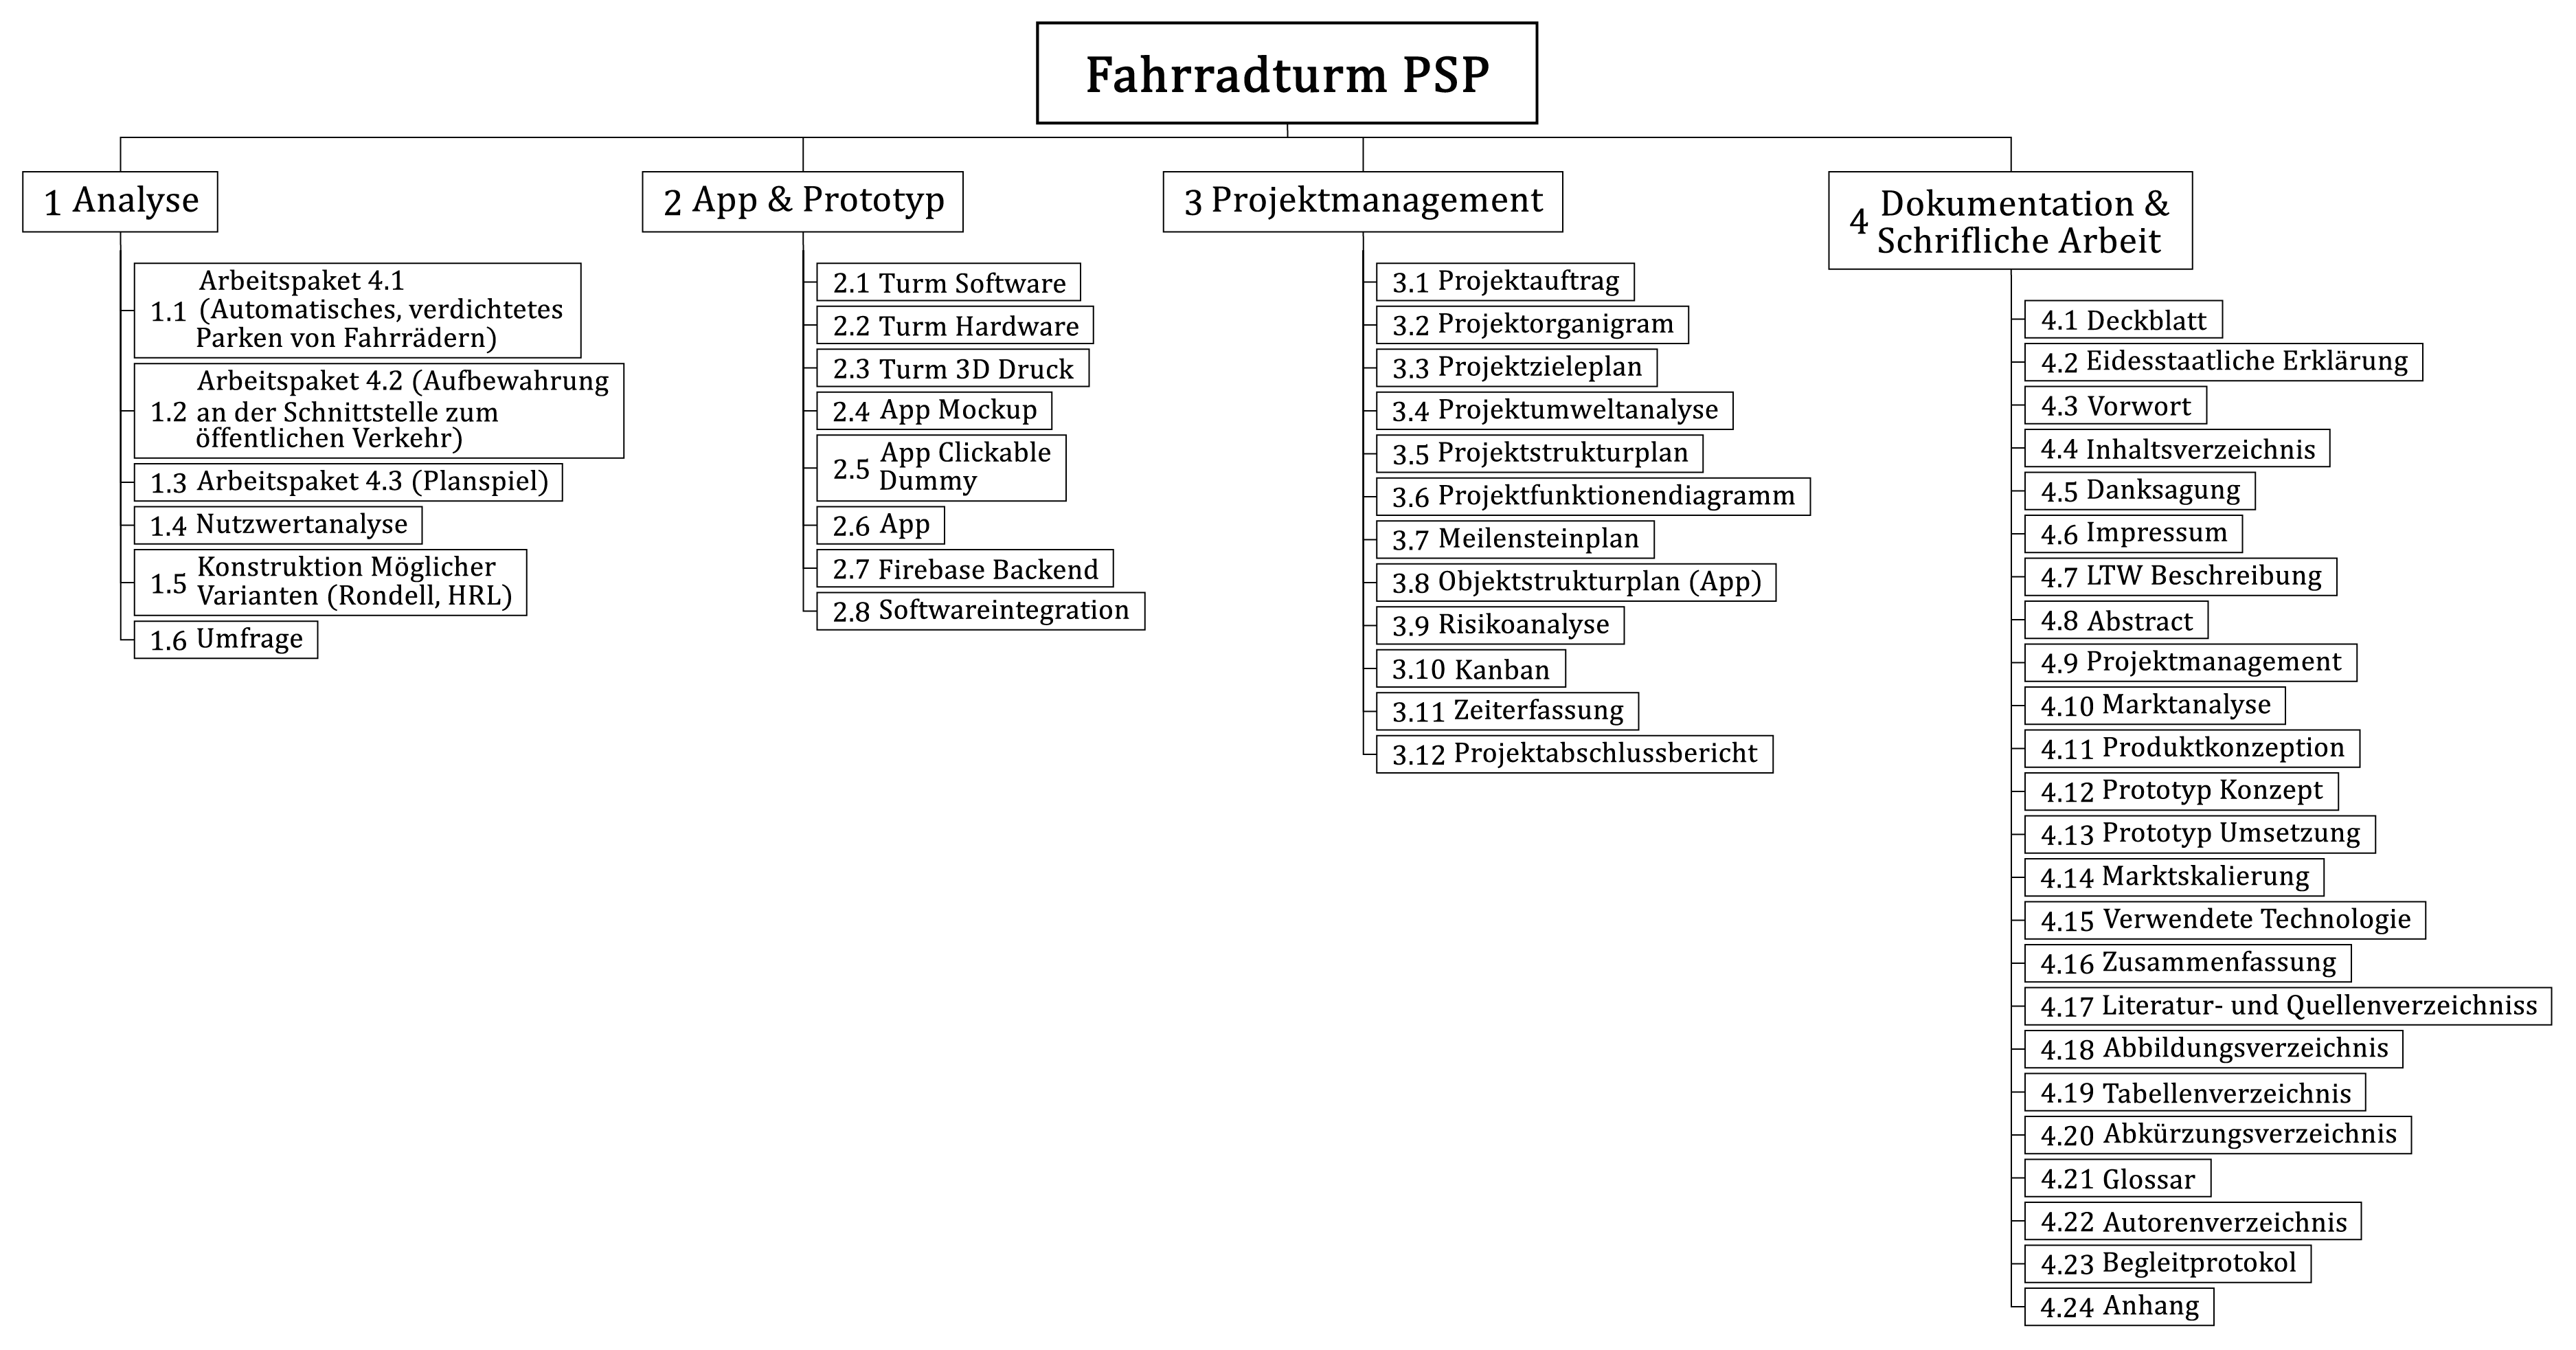 Fahrradturm PSP
1 Analyse
1.1 Arbeitspaket 4.1
(Automatisches, verdichtetes
Parken von Fahrrädern)
1.2 Arbeitspaket 4.2 (Aufbewahrung
an der Schnittstelle zum
öffentlichen Verkehr)
1.3 Arbeitspaket 4.3 (Planspiel)
1.4 Nutzwertanalyse
1.5 Konstruktion Möglicher
Varianten (Rondell, HRL)
1.6 Umfrage
2 App & Prototyp
2.1 Turm Software
2.2 Turm Hardware
2.3 Turm 3D Druck
2.4 App Mockup
2.5 App Clickable
Dummy
2.6 App
2.7 Firebase Backend
2.8 Softwareintegration
3 Projektmanagement
3.1 Projektauftrag
3.2 Projektorganigram
3.3 Projektzieleplan
3.4 Projektumweltanalyse
3.5 Projektstrukturplan
3.6 Projektfunktionendiagramm
3.7 Meilensteinplan
3.8 Objektstrukturplan (App)
3.9 Risikoanalyse
3.10 Kanban
3.11 Zeiterfassung
3.12 Projektabschlussbericht
4 Dokumentation &
Schrifliche Arbeit
4.1 Deckblatt
4.2 Eidesstaatliche Erklärung
4.3 Vorwort
4.4 Inhaltsverzeichnis
4.5 Danksagung
4.6 Impressum
4.7 LTW Beschreibung
4.8 Abstract
4.9 Projektmanagement
4.10 Marktanalyse
4.11 Produktkonzeption
4.12 Prototyp Konzept
4.13 Prototyp Umsetzung
4.14 Marktskalierung
4.15 Verwendete Technologie
4.16 Zusammenfassung
4.17 Literatur- und Quellenverzeichniss
4.18 Abbildungsverzeichnis
4.19 Tabellenverzeichnis
4.20 Abkürzungsverzeichnis
4.21 Glossar
4.22 Autorenverzeichnis
4.23 Begleitprotokol
4.24 Anhang